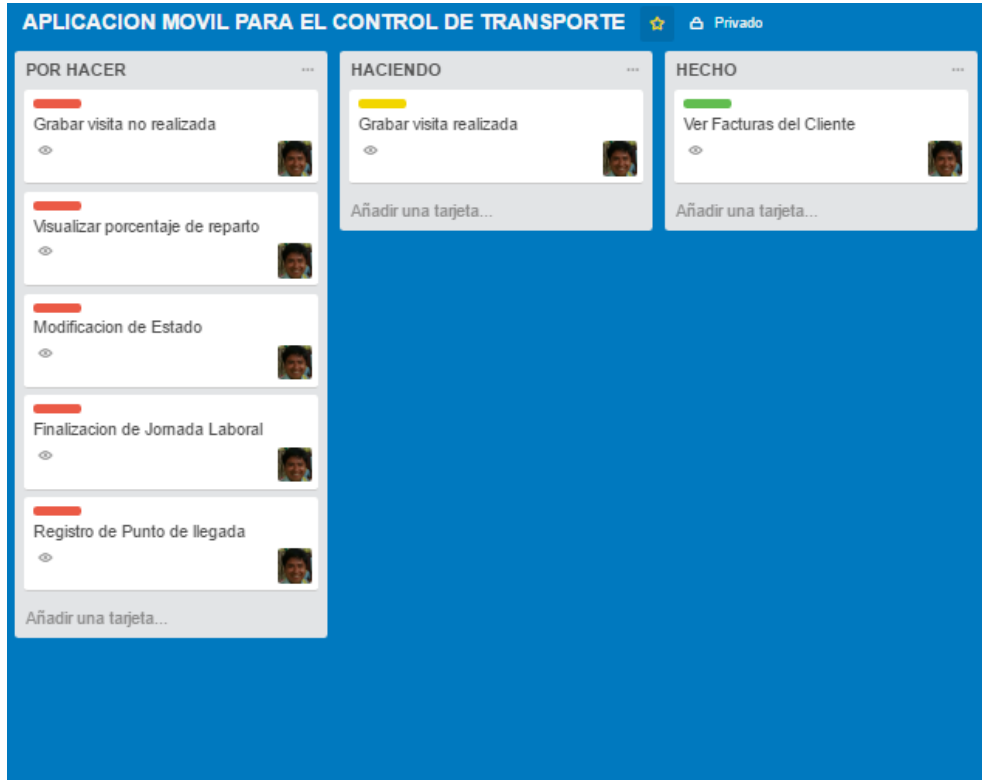 APLICACION MOVIL PARA EL CONTROL DE TRANSPORTE Privado
POR HACER
Grabar visita no realizada
Visualizar porcentaje de reparto
Modificacion de Estado
Finalizacion de Jornada Laboral
Registro de Punto de llegada
Añadir una tarjeta...
HACIENDO
Grabar visita realizada
Añadir una tarjeta...
HECHO
Ver Facturas del Cliente
Añadir una tarjeta...